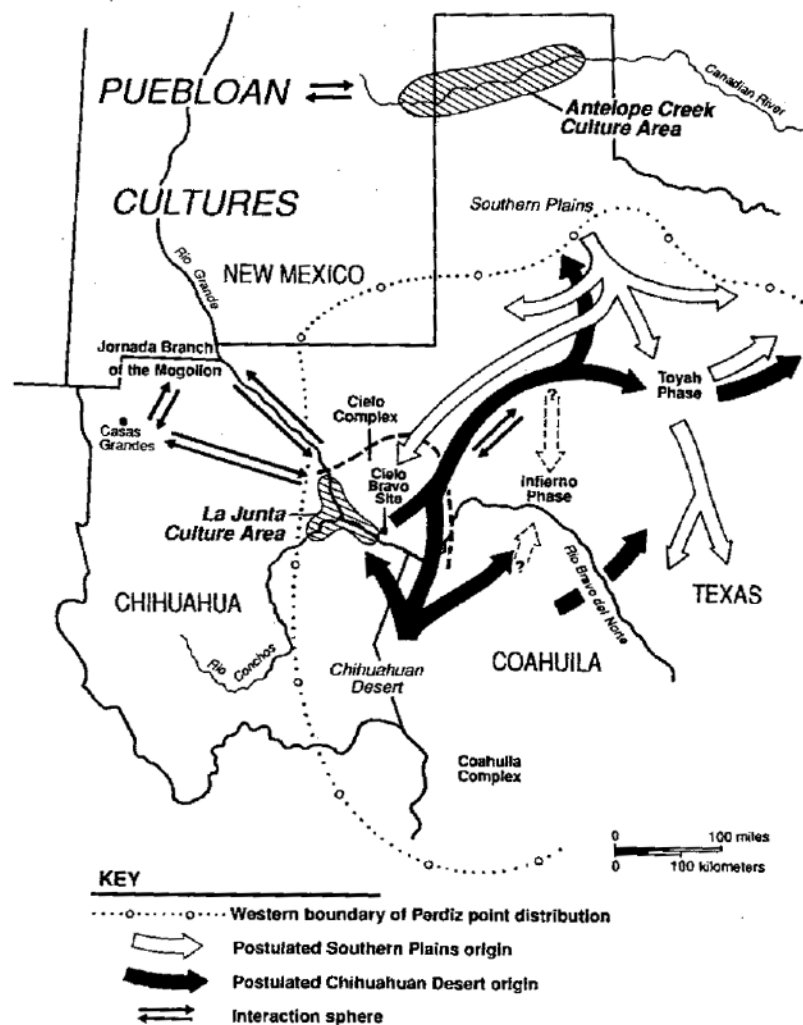 PUEBLOAN
CULTURES
Canadian River
Antelope Creek
Culture Area
Southern Plains
Rio Grande
NEW MEXICO
Jornada Branch
of the Mogollon
Casas
Grandes
Cielo
Complex
Cielo
Bravo
Site
Toyah
Phase
?
Infierno
Phase
?
La Junta
Culture Area
CHIHUAHUA
Rio Conchos
Chihuahuan
Desert
COAHUILA
Rio Bravo del Norte
TEXAS
Coahuila
Complex
0 100 miles
0 100 kilometers
KEY
Western boundary of Perdiz point distribution
Postulated Southern Plains origin
Postulated Chihuahuan Desert origin
Interaction sphere